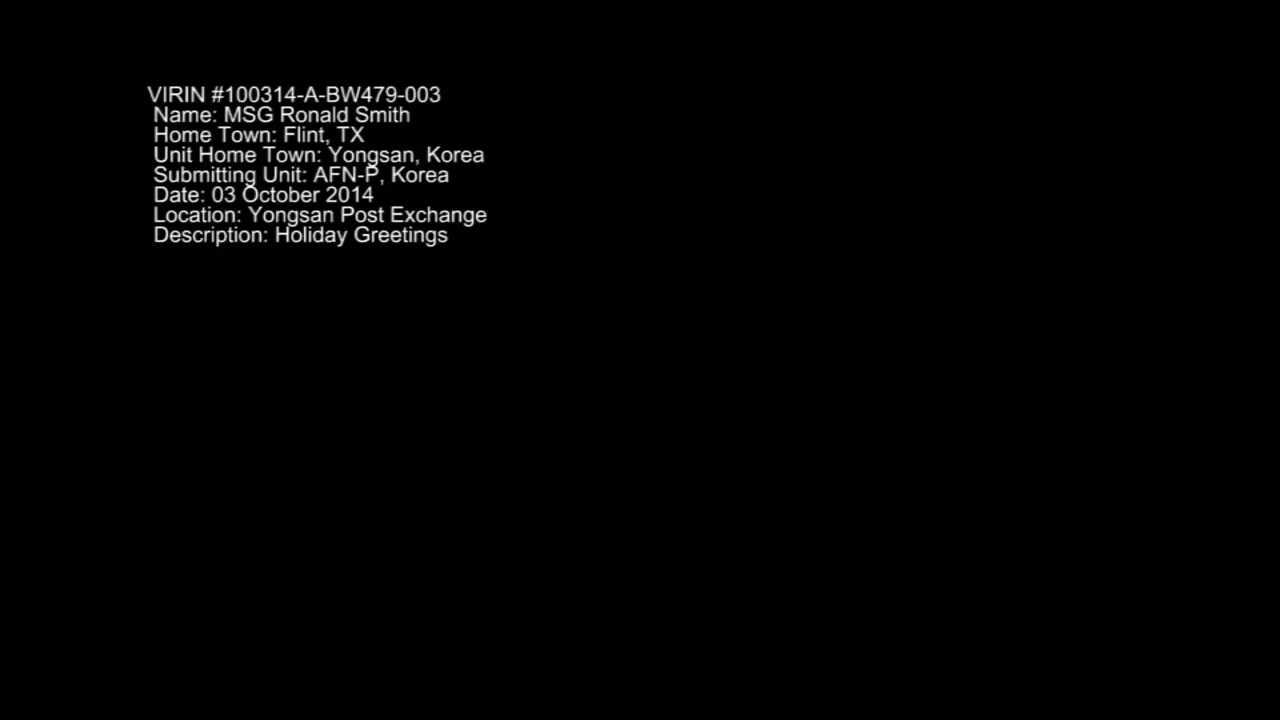 VIRIN #100314-A-BW479-003
Name: MSG Ronald Smith
Home Town: Flint, TX
Unit Home Town: Yongsan, Korea
Submitting Unit: AFN-P, Korea
Date: 03 October 2014
Location: Yongsan Post Exchange
Description: Holiday Greetings